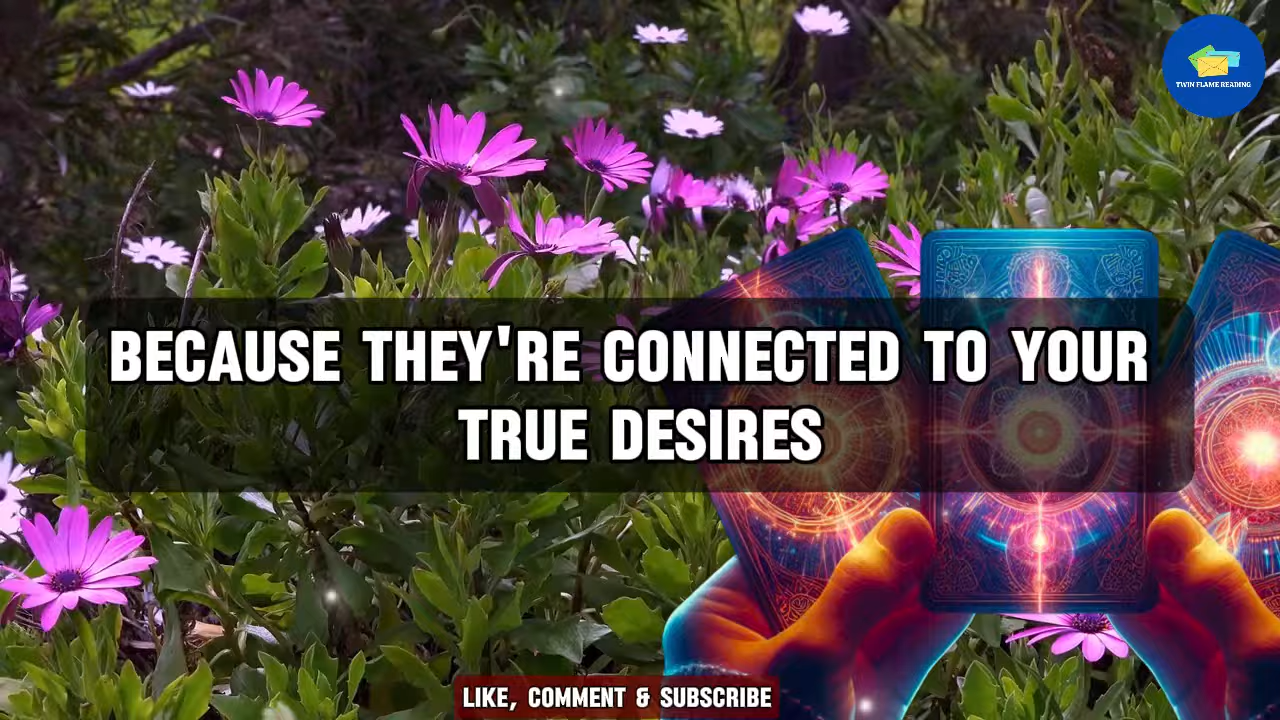 TWIN FLAME READING
BECAUSE THEY'RE CONNECTED TO YOUR
TRUE DESIRES
LIKE, COMMENT & SUBSCRIBE